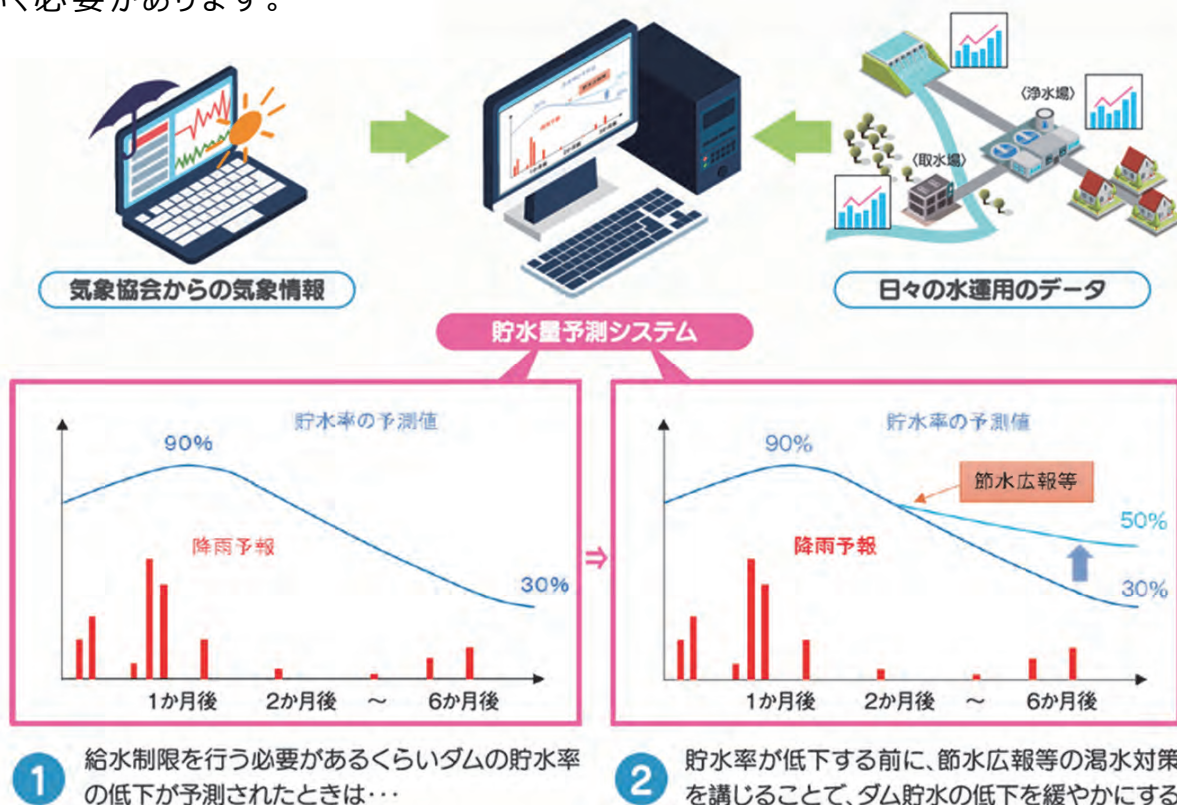 く必要があります。
〈浄水場〉
〈取水場〉
気象協会からの気象情報
日々の水運用のデータ
貯水量予測システム
貯水率の予測値
90%
降雨予報
30%
1か月後 2か月後 ～ 6か月後
貯水率の予測値
90%
節水広報等
50%
降雨予報
30%
1か月後 2か月後 ～ 6か月後
1 給水制限を行う必要があるくらいダムの貯水率
の低下が予測されたときは･･･
2 貯水率が低下する前に、節水広報等の渇水対策
を講じることで、ダム貯水の低下を緩やかにする